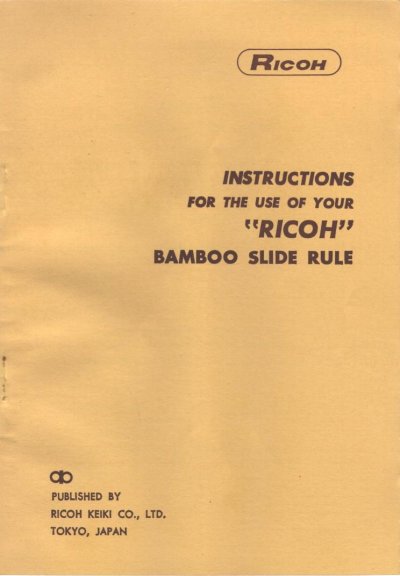 RICOH
INSTRUCTIONS
FOR THE USE OF YOUR
"RICOH"
BAMBOO SLIDE RULE
PUBLISHED BY
RICOH KEIKI CO., LTD.
TOKYO, JAPAN